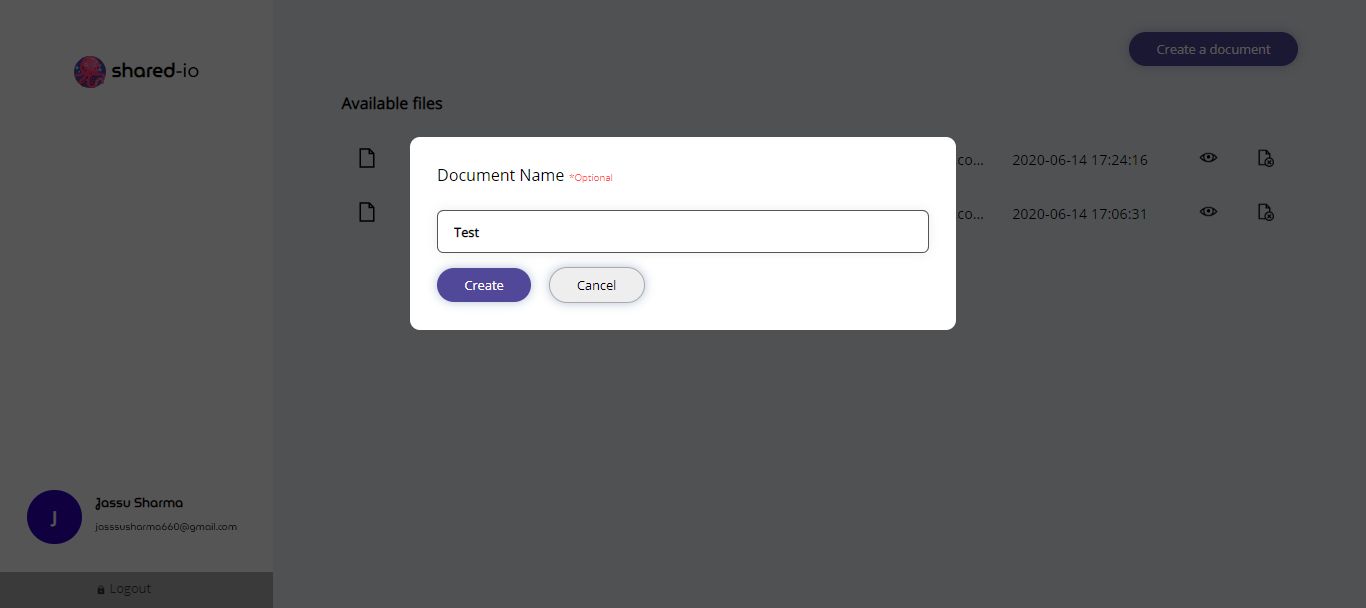 shared-io
Create a document
Available files
Document Name *Optional
co... 2020-06-14 17:24:16
Test
co... 2020-06-14 17:06:31
Create Cancel
J
Jassu Sharma
jasssusharma660@gmail.com
Logout